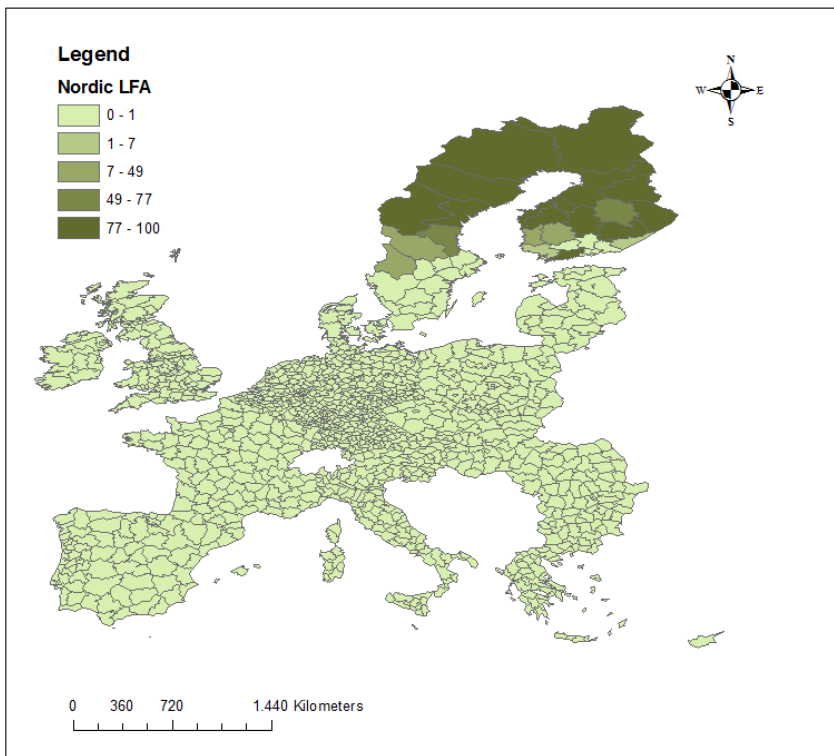 Legend
Nordic LFA
0 - 1
1 - 7
7 - 49
49 - 77
77 - 100
N
W E
S
0 360 720 1.440 Kilometers